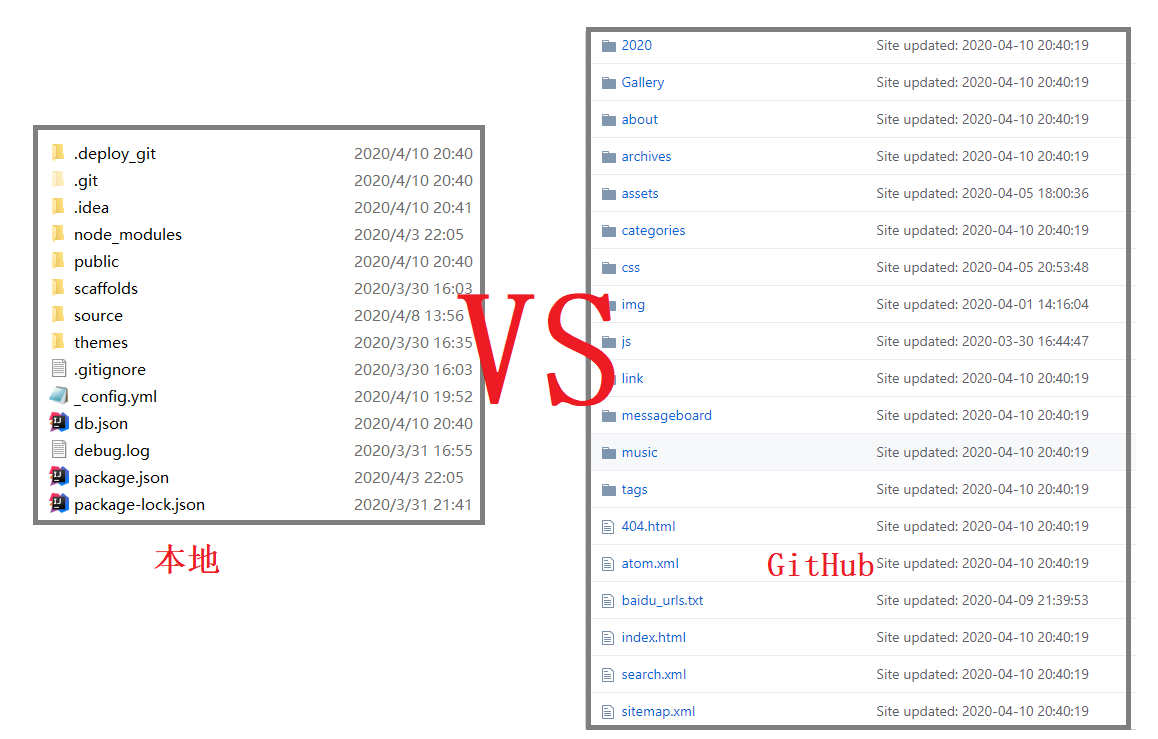 .deploy_git 2020/4/10 20:40
.git 2020/4/10 20:40
.idea 2020/4/10 20:41
node_modules 2020/4/3 22:05
public 2020/4/10 20:40
scaffolds 2020/3/30 16:03
source 2020/4/8 13:56
themes 2020/3/30 16:35
.gitignore 2020/3/30 16:03
_config.yml 2020/4/10 19:52
db.json 2020/4/10 20:40
debug.log 2020/3/31 16:55
package.json 2020/4/3 22:05
package-lock.json 2020/3/31 21:41
本地
VS
2020 Site updated: 2020-04-10 20:40:19
Gallery Site updated: 2020-04-10 20:40:19
about Site updated: 2020-04-10 20:40:19
archives Site updated: 2020-04-10 20:40:19
assets Site updated: 2020-04-05 18:00:36
categories Site updated: 2020-04-10 20:40:19
css Site updated: 2020-04-05 20:53:48
img Site updated: 2020-04-01 14:16:04
js Site updated: 2020-03-30 16:44:47
link Site updated: 2020-04-10 20:40:19
messageboard Site updated: 2020-04-10 20:40:19
music Site updated: 2020-04-10 20:40:19
tags Site updated: 2020-04-10 20:40:19
404.html Site updated: 2020-04-10 20:40:19
atom.xml Site updated: 2020-04-10 20:40:19
GitHub
baidu_urls.txt Site updated: 2020-04-09 21:39:53
index.html Site updated: 2020-04-10 20:40:19
search.xml Site updated: 2020-04-10 20:40:19
sitemap.xml Site updated: 2020-04-10 20:40:19